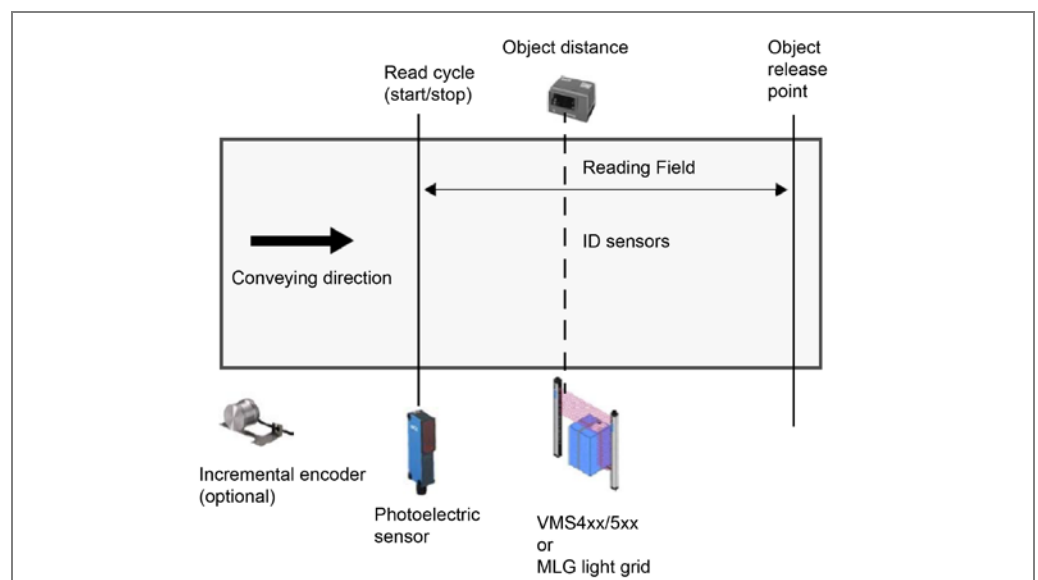 Object distance
Object
release
point
Read cycle
(start/stop)
Reading Field
ID sensors
Conveying direction
Incremental encoder
(optional)
Photoelectric
sensor
VMS4xx/5xx
or
MLG light grid